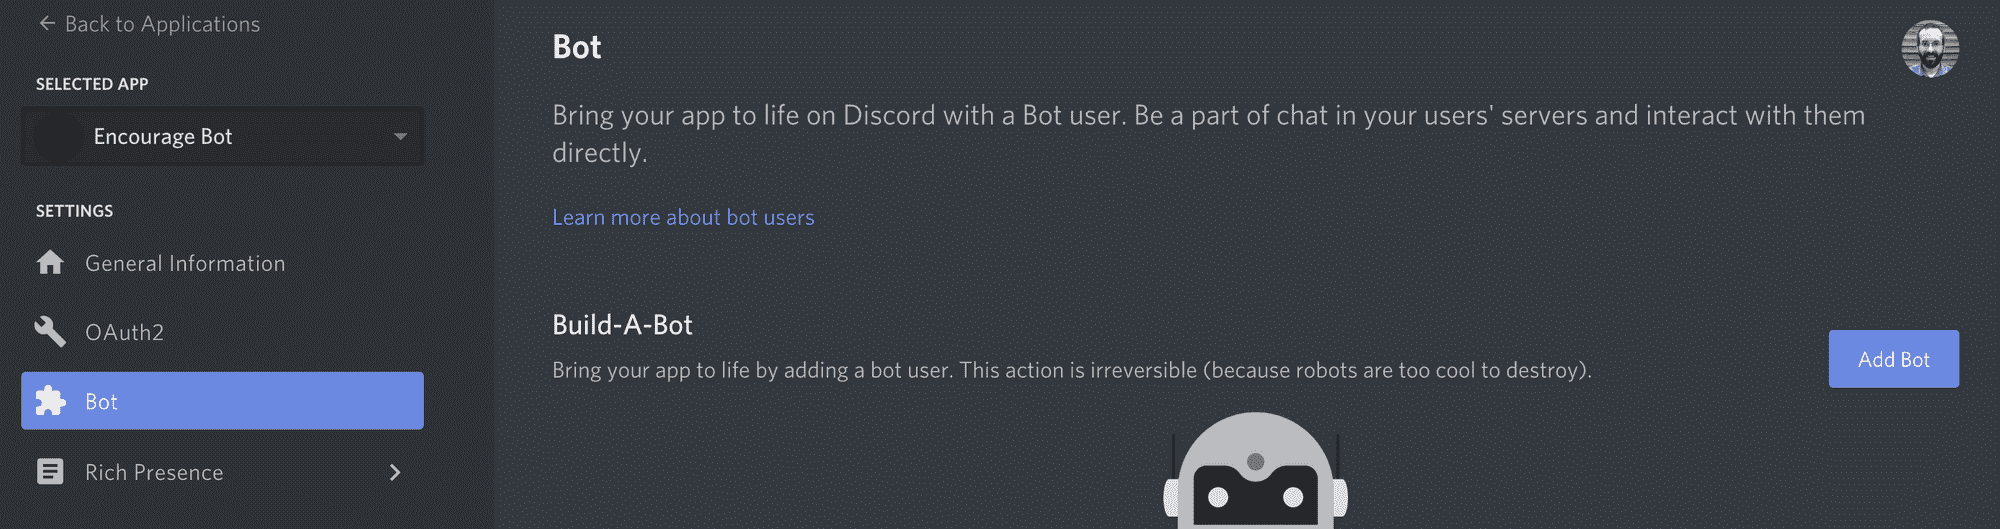 Back to Applications
SELECTED APP
Encourage Bot
SETTINGS
General Information
OAuth2
Bot
Rich Presence
Bot
Bring your app to life on Discord with a Bot user. Be a part of chat in your users' servers and interact with them
directly.
Learn more about bot users
Build-A-Bot
Bring your app to life by adding a bot user. This action is irreversible (because robots are too cool to destroy).
Add Bot